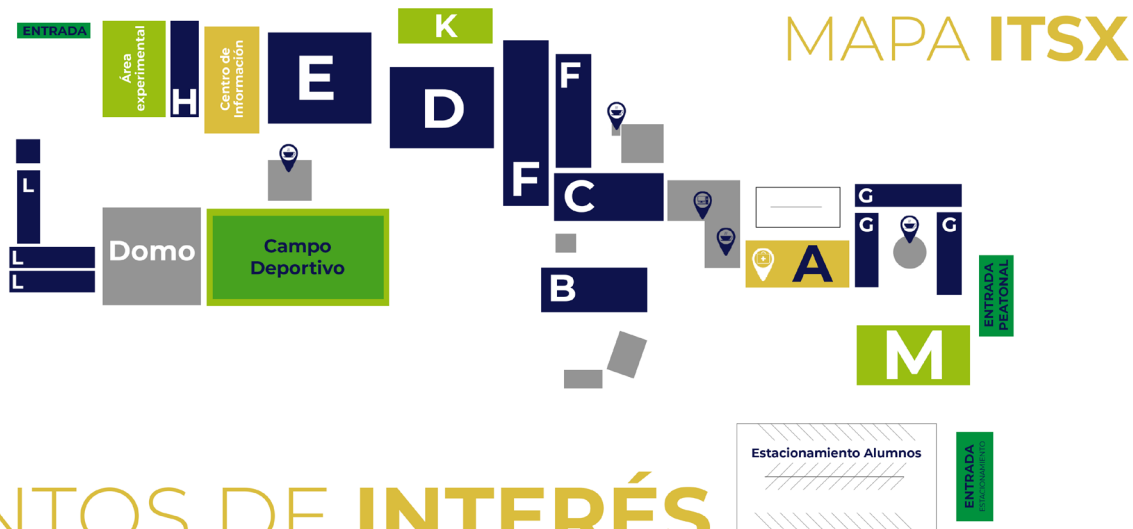 MAPA ITSX
ENTRADA
Área
experimental
H
Centro de
Información
E
K
D
F
F
C
B
L
L
L
Domo
Campo
Deportivo
A
G
G
G
ENTRADA
PEATONAL
M
Estacionamiento Alumnos
ENTRADA
ESTACIONAMIENTO
NTOS DE INTERÉS